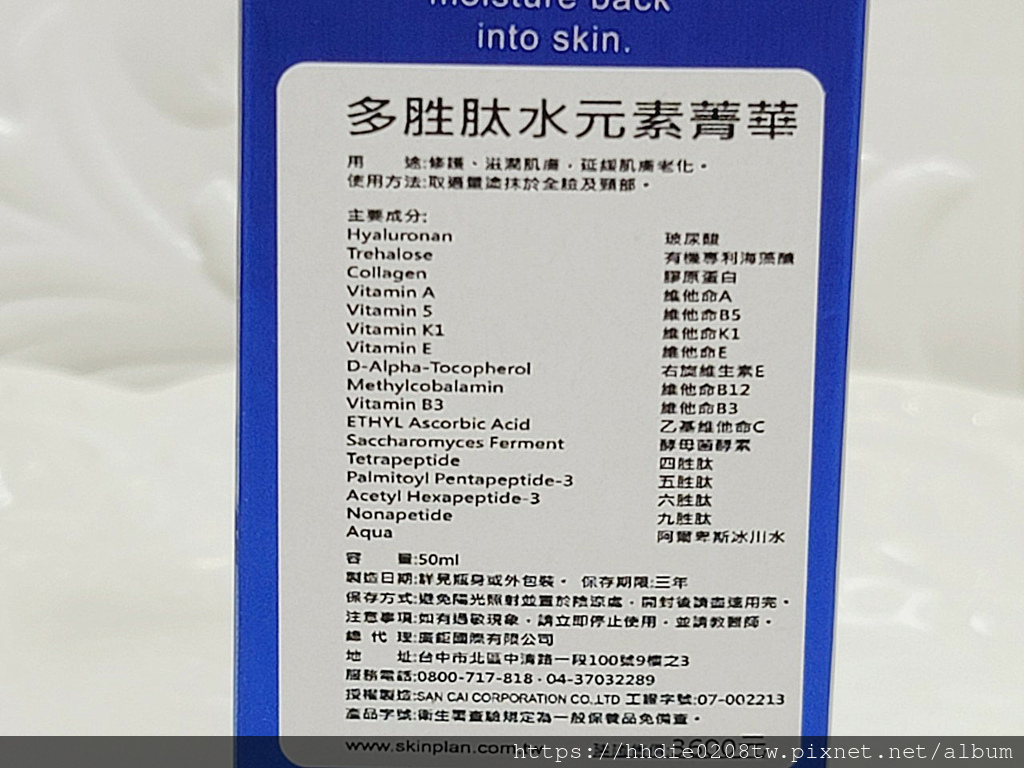 moisture back
into skin.
多胜肽水元素菁華
用　　途:修護、滋潤肌膚，延緩肌膚老化。
使用方法:取適量塗抹於全臉及頸部。
主要成分:
Hyaluronan 玻尿酸
Trehalose 有機專利海藻醣
Collagen 膠原蛋白
Vitamin A 維他命A
Vitamin 5 維他命B5
Vitamin K1 維他命K1
Vitamin E 維他命E
D-Alpha-Tocopherol 右旋維生素E
Methylcobalamin 維他命B12
Vitamin B3 維他命B3
ETHYL Ascorbic Acid 乙基維他命C
Saccharomyces Ferment 酵母菌酵素
Tetrapeptide 四胜肽
Palmitoyl Pentapeptide-3 五胜肽
Acetyl Hexapeptide-3 六胜肽
Nonapetide 九胜肽
Aqua 阿爾卑斯冰川水
容　　量:50ml
製造日期:詳見瓶身或外包裝。 保存期限:三年
保存方式:避免陽光照射並置於陰涼處，開封後請盡速用完。
注意事項:如有過敏現象，請立即停止使用，並請教醫師。
總 代 理:廣鉅國際有限公司
地　　址:台中市北區中清路一段100號9樓之3
服務電話:0800-717-818．04-37032289
授權製造:SAN CAI CORPORATION CO.,LTD 工證字號:07-002213
產品字號:衛生署查驗規定為一般保養品免備查。
www.skinplan.com.tw 3600元
https://hhdie0208tw.pixnet.net/album